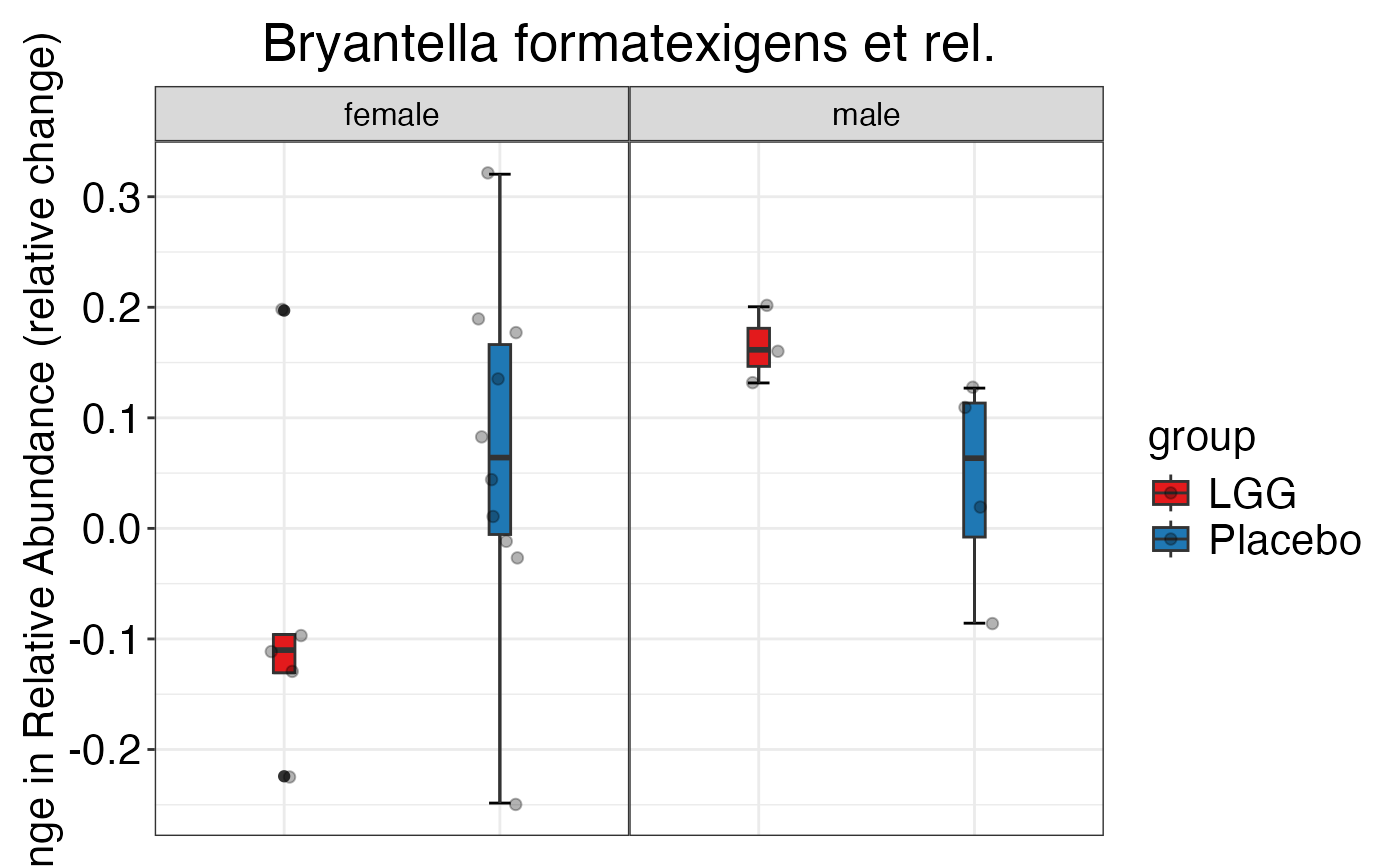 Bryantella formatexigens et rel.
female
male
nge in Relative Abundance (relative change)
0.3
0.2
0.1
0.0
-0.1
-0.2
group
LGG
Placebo